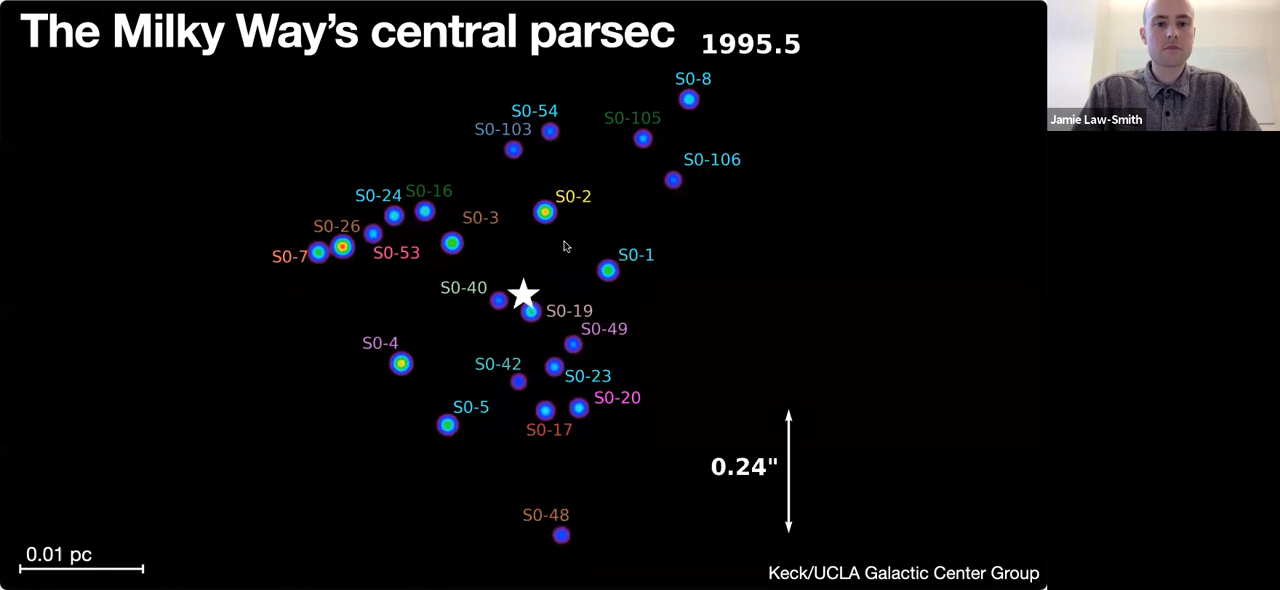 The Milky Way's central parsec
1995.5
Jamie Law-Smith
S0-8
S0-54
S0-105
S0-103
S0-106
S0-24
S0-16
S0-2
S0-3
S0-26
S0-7
S0-53
S0-1
S0-40
S0-19
S0-49
S0-4
S0-42
S0-23
S0-20
S0-5
S0-17
0.24"
S0-48
0.01 pc
Keck/UCLA Galactic Center Group